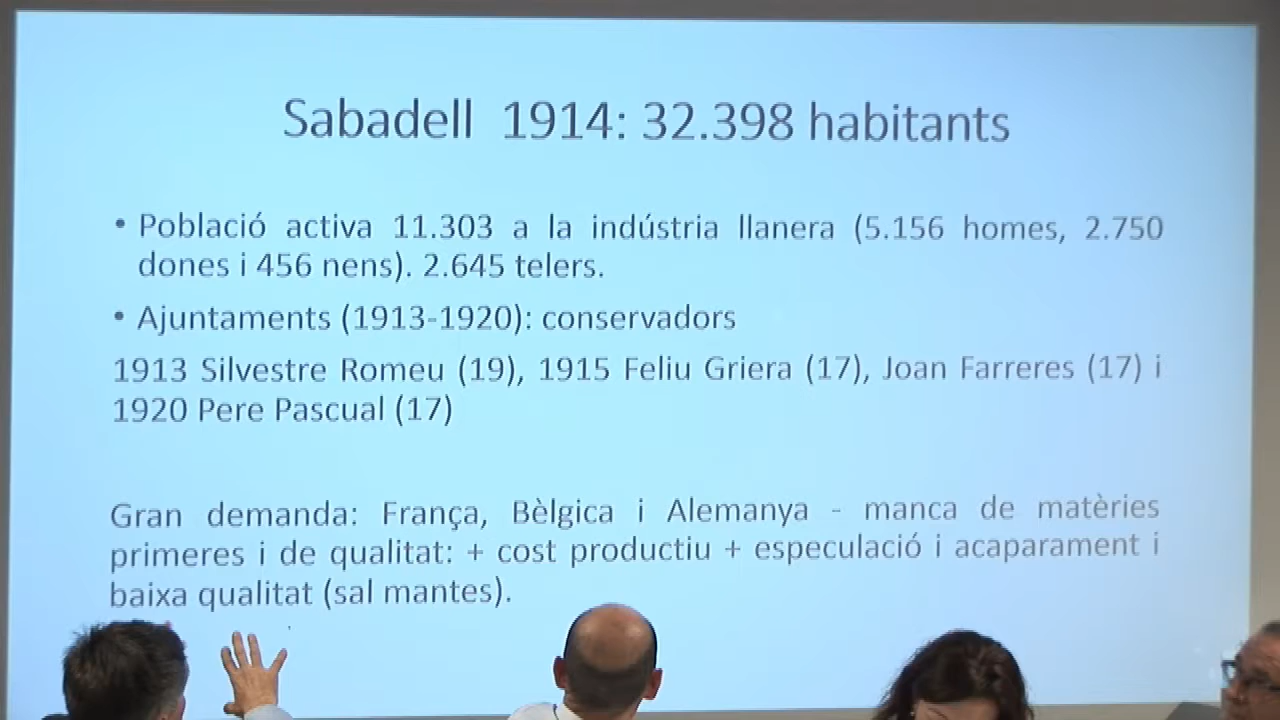 Sabadell 1914: 32.398 habitants
• Població activa 11.303 a la indústria llanera (5.156 homes, 2.750
dones i 456 nens). 2.645 telers.
• Ajuntaments (1913-1920): conservadors
1913 Silvestre Romeu (19), 1915 Feliu Griera (17), Joan Farreres (17) i
1920 Pere Pascual (17)
Gran demanda: França, Bèlgica i Alemanya - manca de matèries
primeres i de qualitat: + cost productiu + especulació i acaparament i
baixa qualitat (sal mantes).